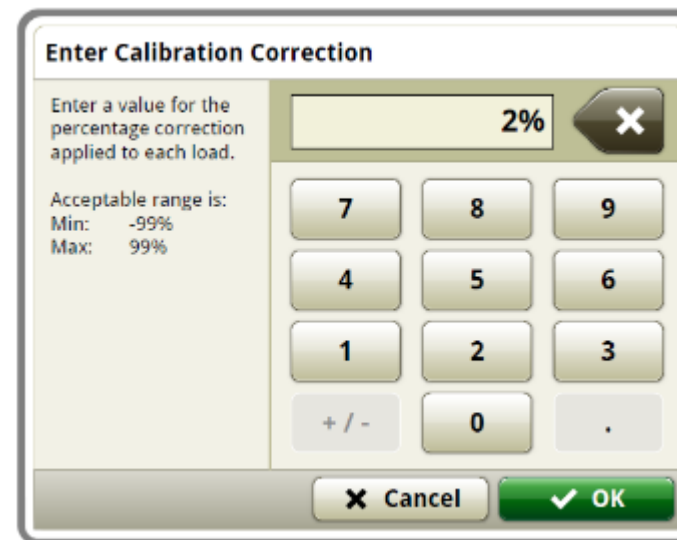 Enter Calibration Correction
Enter a value for the
percentage correction
applied to each load.
Acceptable range is:
Min: -99%
Max: 99%
2%
7 8 9
4 5 6
1 2 3
+ / - 0 .
Cancel OK